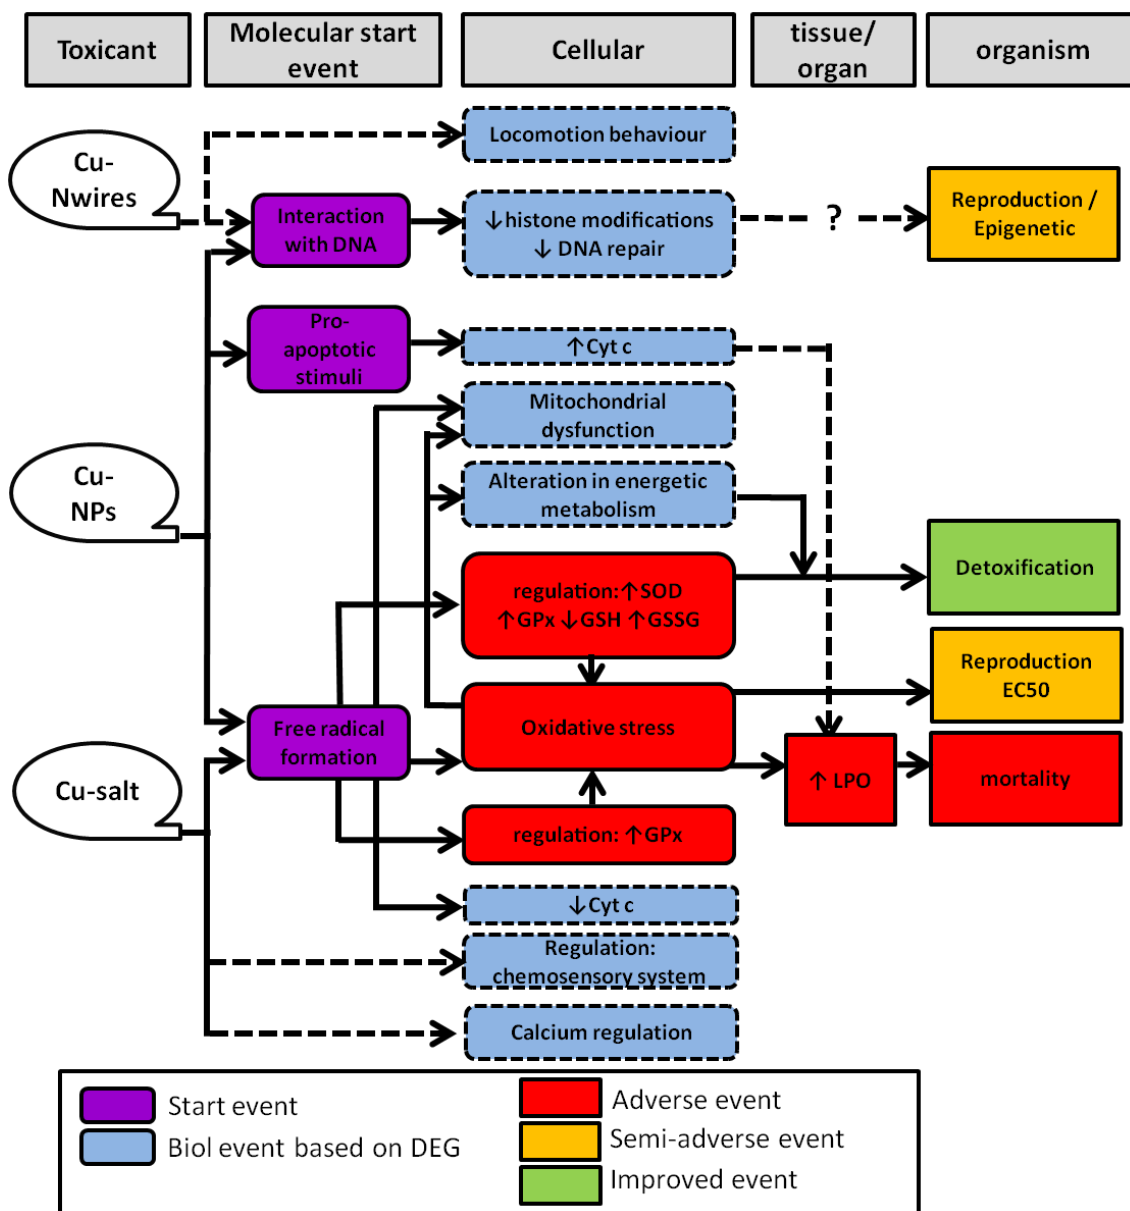 Toxicant
Molecular start
event
Cellular
tissue/
organ
organism
Cu-
Nwires
Locomotion behaviour
Interaction
with DNA
↓histone modifications
↓ DNA repair
?
Reproduction /
Epigenetic
Pro-
apoptotic
stimuli
↑Cyt c
Mitochondrial
dysfunction
Cu-
NPs
Alteration in energetic
metabolism
regulation:↑SOD
↑GPx ↓GSH ↑GSSG
Detoxification
Reproduction
EC50
Free radical
formation
Oxidative stress
↑ LPO
mortality
Cu-salt
regulation: ↑GPx
↓Cyt c
Regulation:
chemosensory system
Calcium regulation
Start event
Biol event based on DEG
Adverse event
Semi-adverse event
Improved event